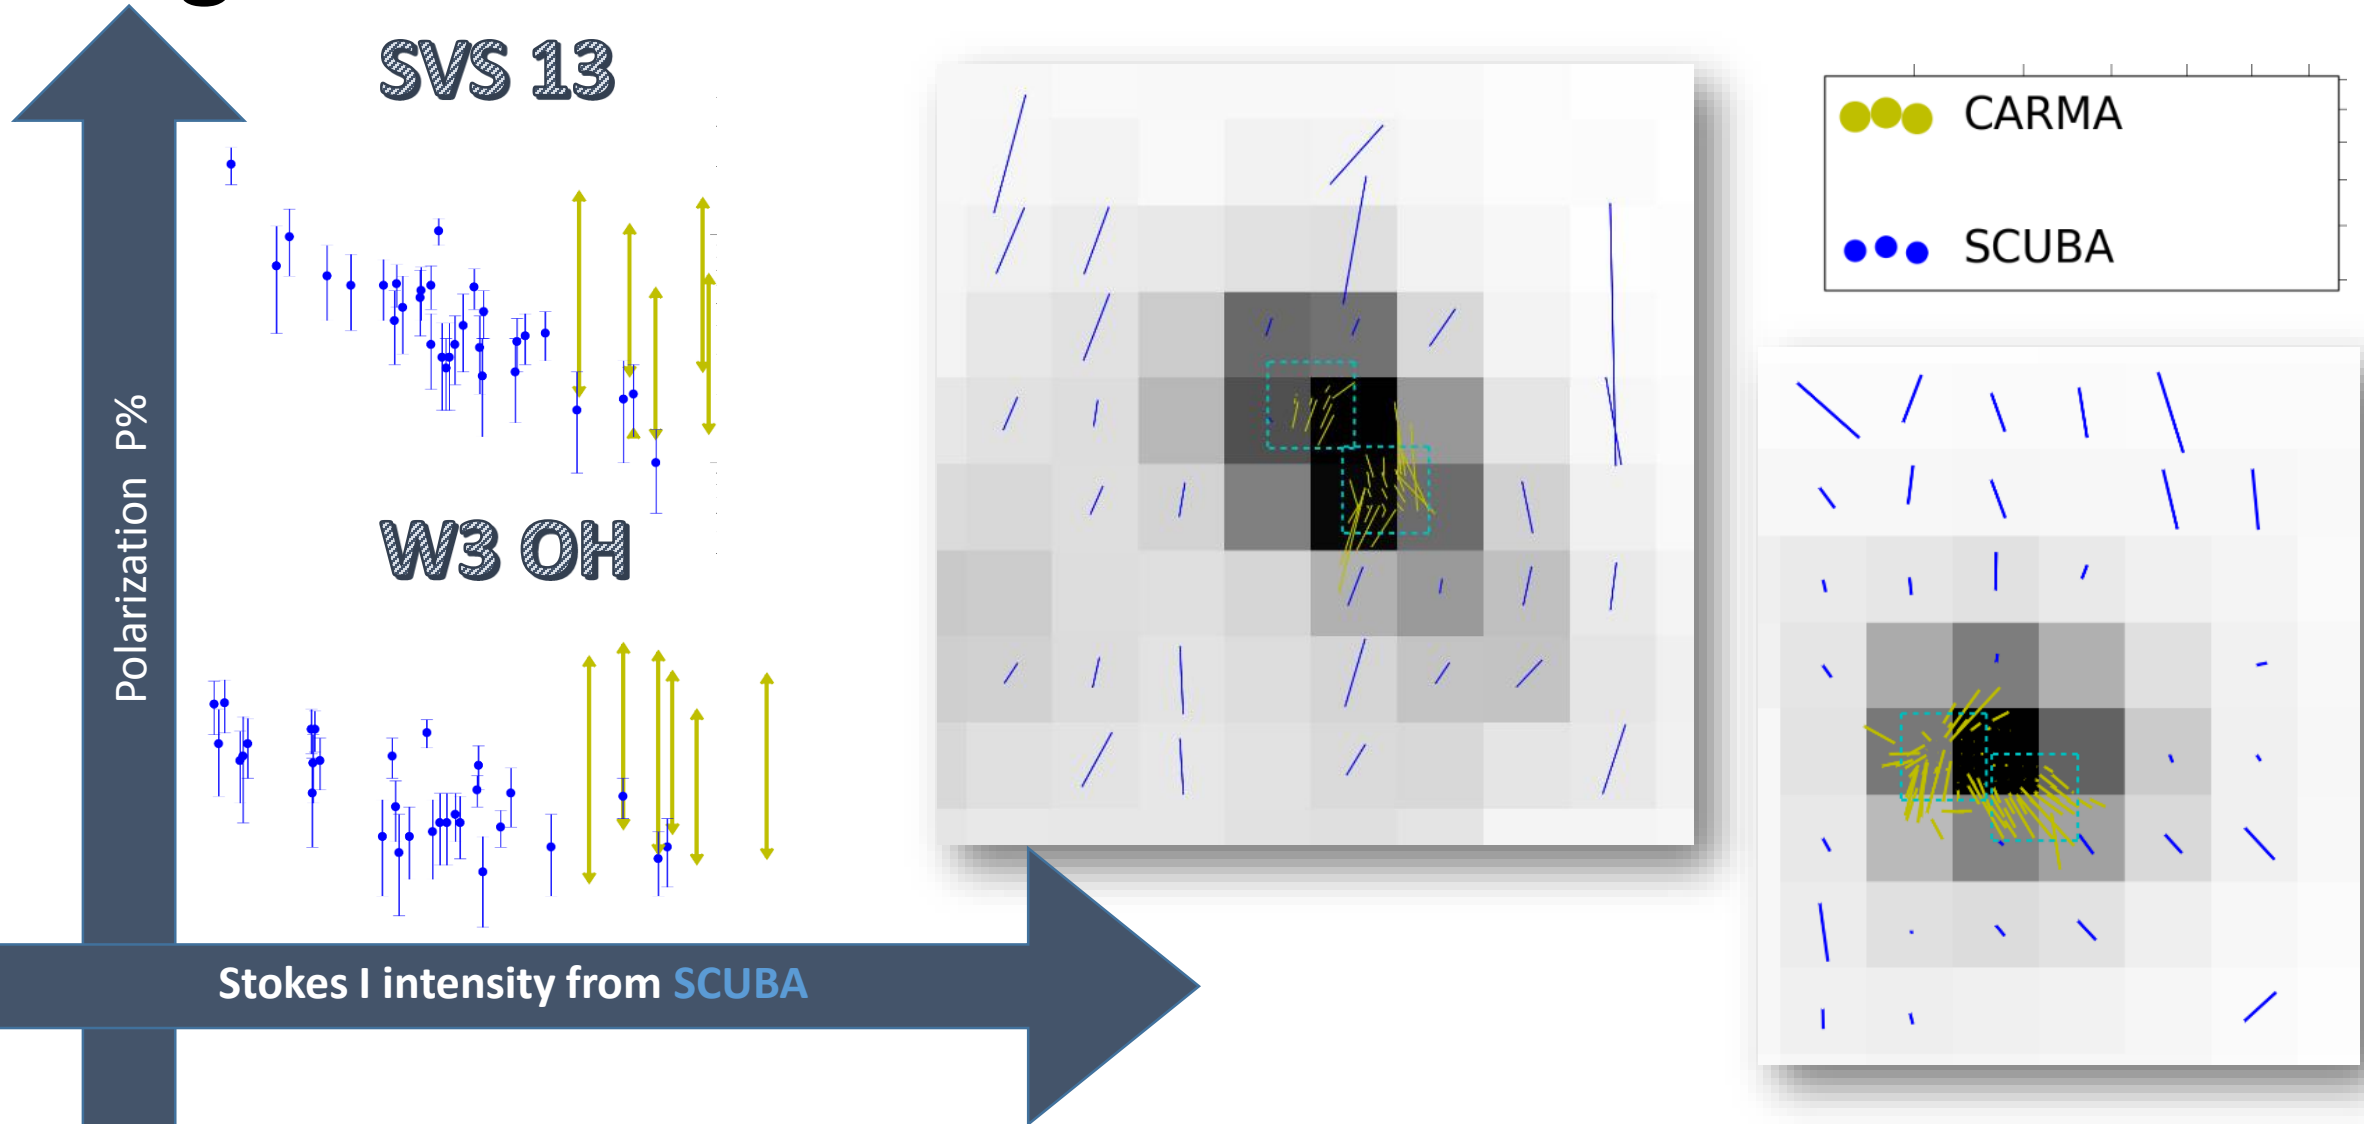 SVS 13
CARMA
SCUBA
Polarization P%
W3 OH
Stokes I intensity from SCUBA